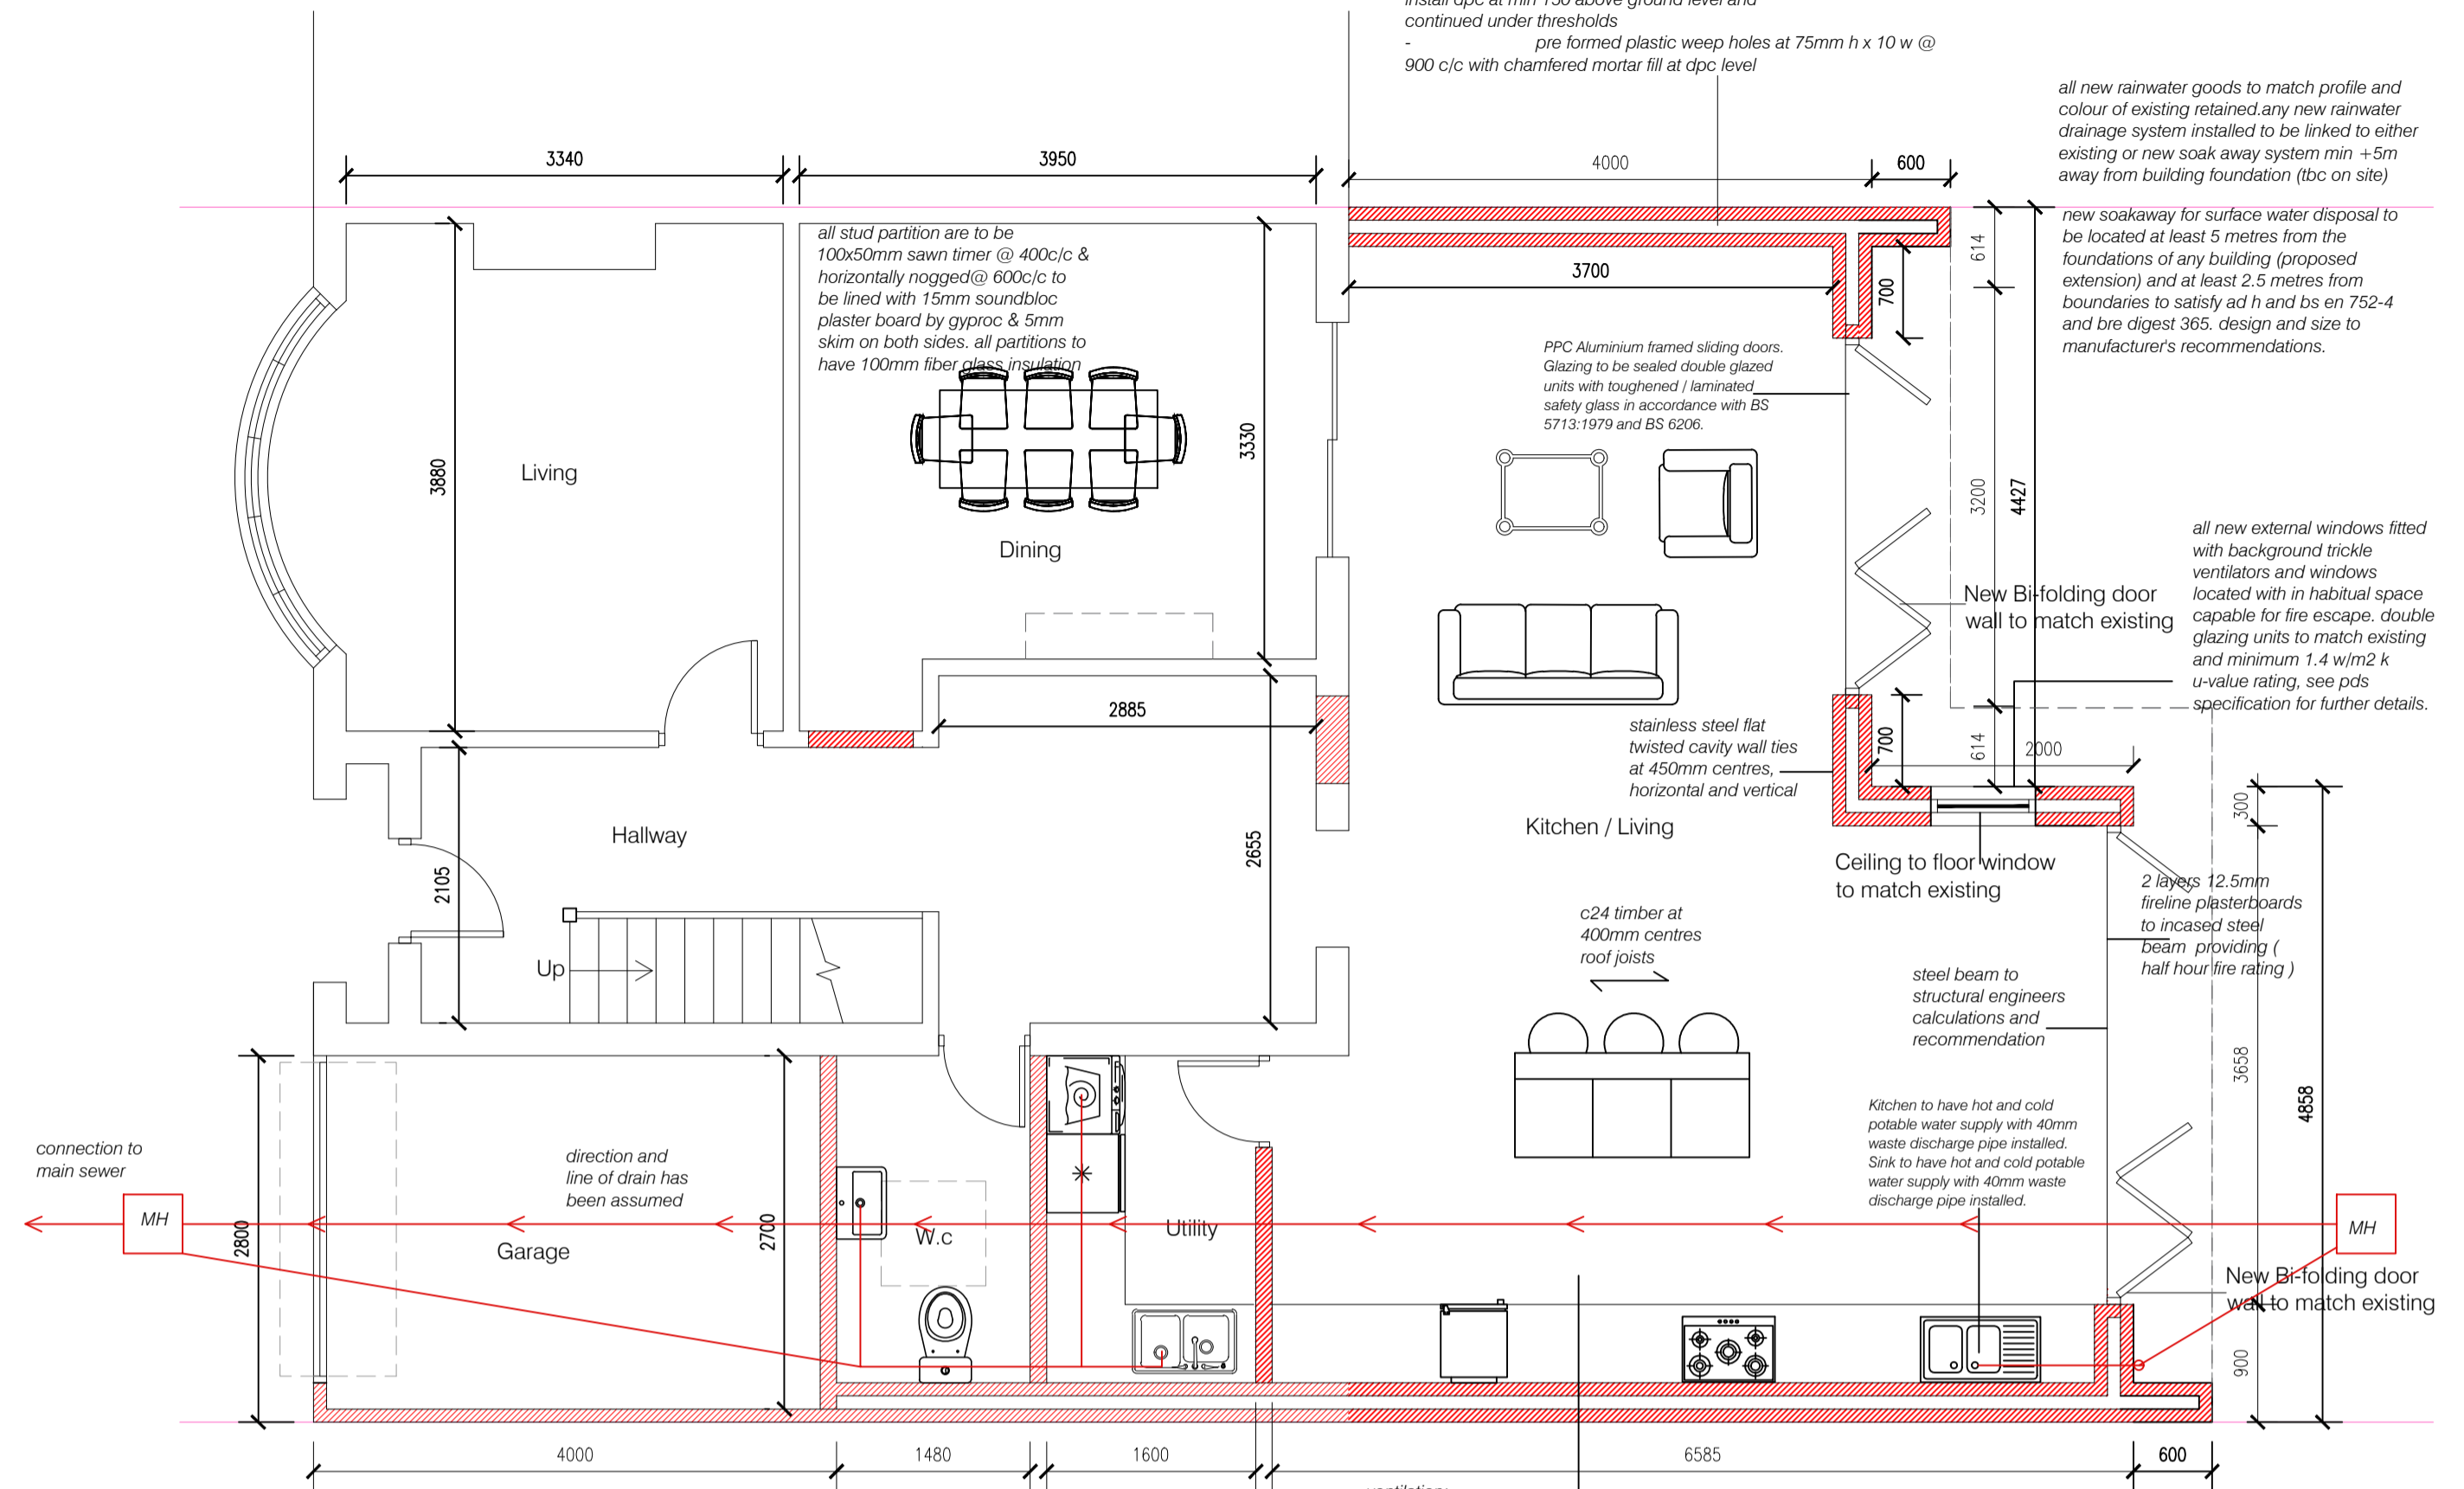 install dpc at min 150 above ground level and
continued under thresholds
- pre formed plastic weep holes at 75mm h x 10 w @
900 c/c with chamfered mortar fill at dpc level
all new rainwater goods to match profile and
colour of existing retained.any new rainwater
drainage system installed to be linked to either
existing or new soak away system min +5m
away from building foundation (tbc on site)
3340
3950
4000
600
new soakaway for surface water disposal to
be located at least 5 metres from the
foundations of any building (proposed
extension) and at least 2.5 metres from
boundaries to satisfy ad h and bs en 752-4
and bre digest 365. design and size to
manufacturer's recommendations.
all stud partition are to be
100x50mm sawn timer @ 400c/c &
horizontally nogged@ 600c/c to
be lined with 15mm soundbloc
plaster board by gyproc & 5mm
skim on both sides. all partitions to
have 100mm fiber glass insulation
3700
700
614
PPC Aluminium framed sliding doors.
Glazing to be sealed double glazed
units with toughened / laminated
safety glass in accordance with BS
5713:1979 and BS 6206.
3880
Living
3330
Dining
3200
4427
all new external windows fitted
with background trickle
ventilators and windows
located with in habitual space
capable for fire escape. double
glazing units to match existing
and minimum 1.4 w/m2 k
u-value rating, see pds
specification for further details.
New Bi-folding door
wall to match existing
2885
stainless steel flat
twisted cavity wall ties
at 450mm centres,
horizontal and vertical
700
614
2000
300
Hallway
2105
2655
Kitchen / Living
Ceiling to floor window
to match existing
2 layers 12.5mm
fireline plasterboards
to incased steel
beam providing (
half hour fire rating )
c24 timber at
400mm centres
roof joists
Up
steel beam to
structural engineers
calculations and
recommendation
3658
4858
Kitchen to have hot and cold
potable water supply with 40mm
waste discharge pipe installed.
Sink to have hot and cold potable
water supply with 40mm waste
discharge pipe installed.
connection to
main sewer
direction and
line of drain has
been assumed
MH
2800
Garage
2700
W.c
Utility
MH
New Bi-folding door
wall to match existing
900
4000
1480
1600
6585
600